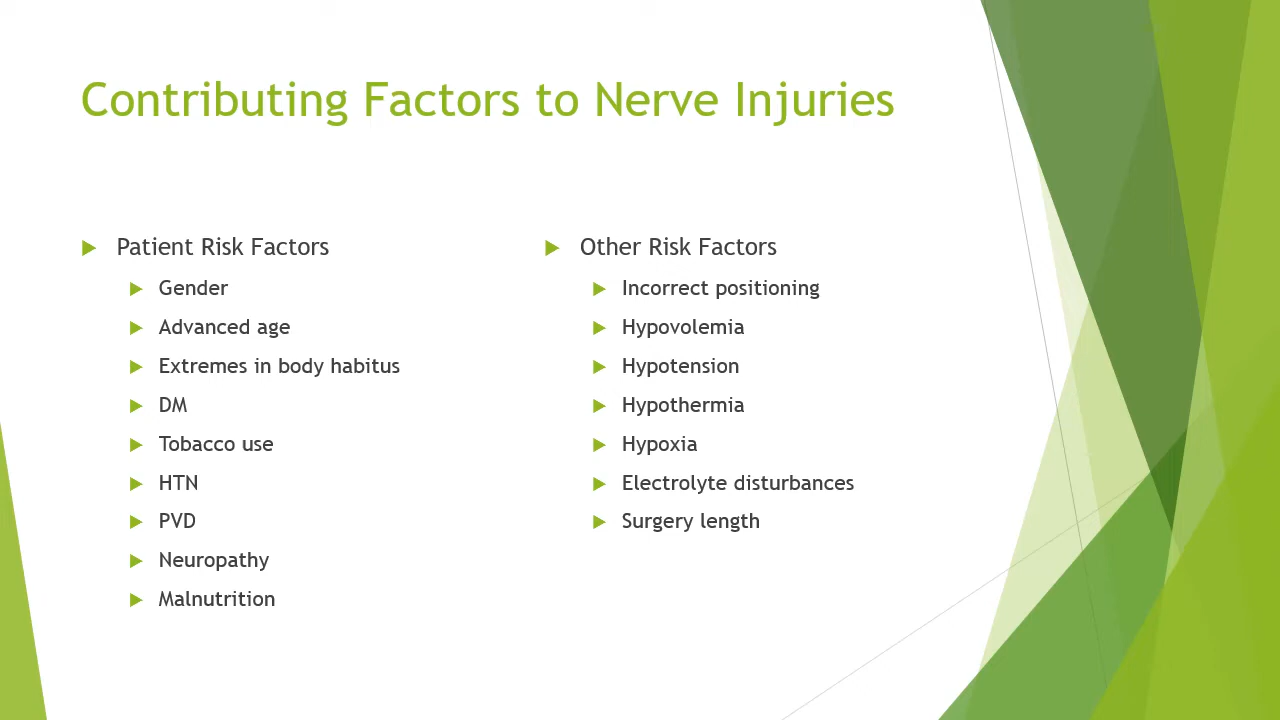 Contributing Factors to Nerve Injuries
Patient Risk Factors
Gender
Advanced age
Extremes in body habitus
DM
Tobacco use
HTN
PVD
Neuropathy
Malnutrition
Other Risk Factors
Incorrect positioning
Hypovolemia
Hypotension
Hypothermia
Hypoxia
Electrolyte disturbances
Surgery length